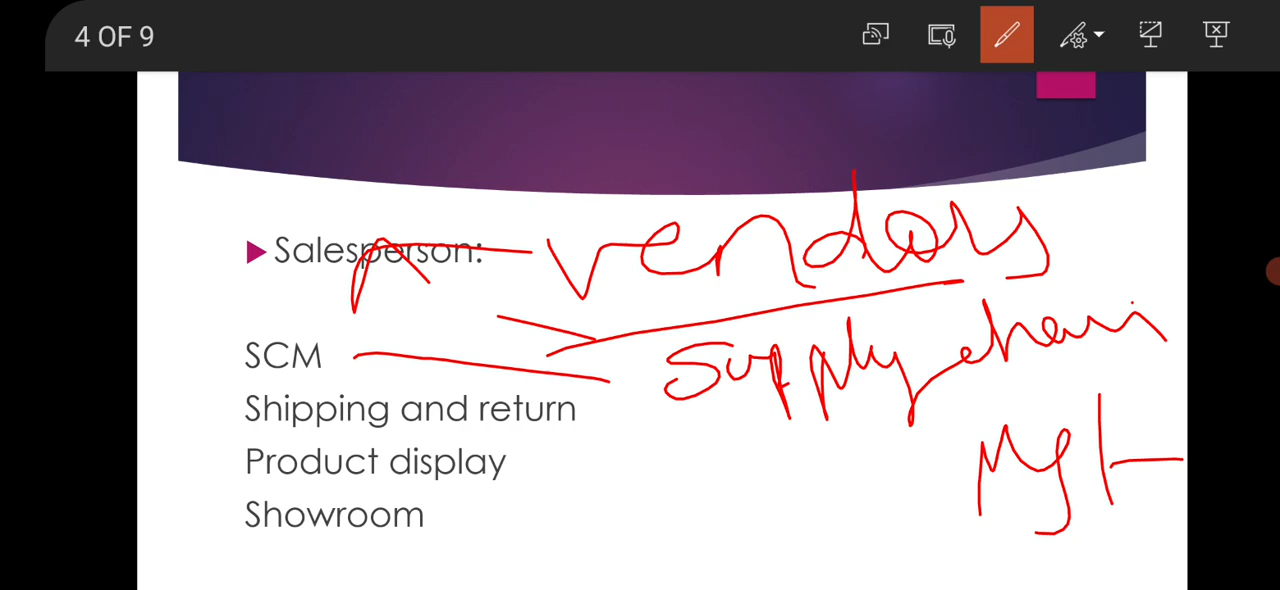 4 OF 9
Salesperson:
vendors
SCM
supply chain
Mgt
Shipping and return
Product display
Showroom